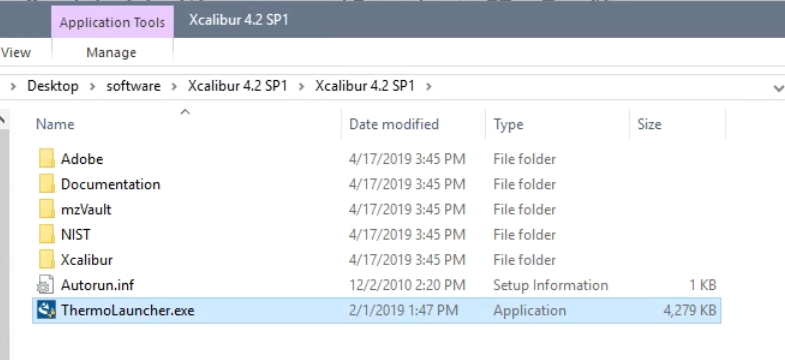 Application Tools Xcalibur 4.2 SP1
View Manage
Desktop software Xcalibur 4.2 SP1 Xcalibur 4.2 SP1
Name Date modified Type Size
Adobe 4/17/2019 3:45 PM File folder
Documentation 4/17/2019 3:45 PM File folder
mzVault 4/17/2019 3:45 PM File folder
NIST 4/17/2019 3:45 PM File folder
Xcalibur 4/17/2019 3:45 PM File folder
Autorun.inf 12/2/2010 2:20 PM Setup Information 1 KB
ThermoLauncher.exe 2/1/2019 1:47 PM Application 4,279 KB